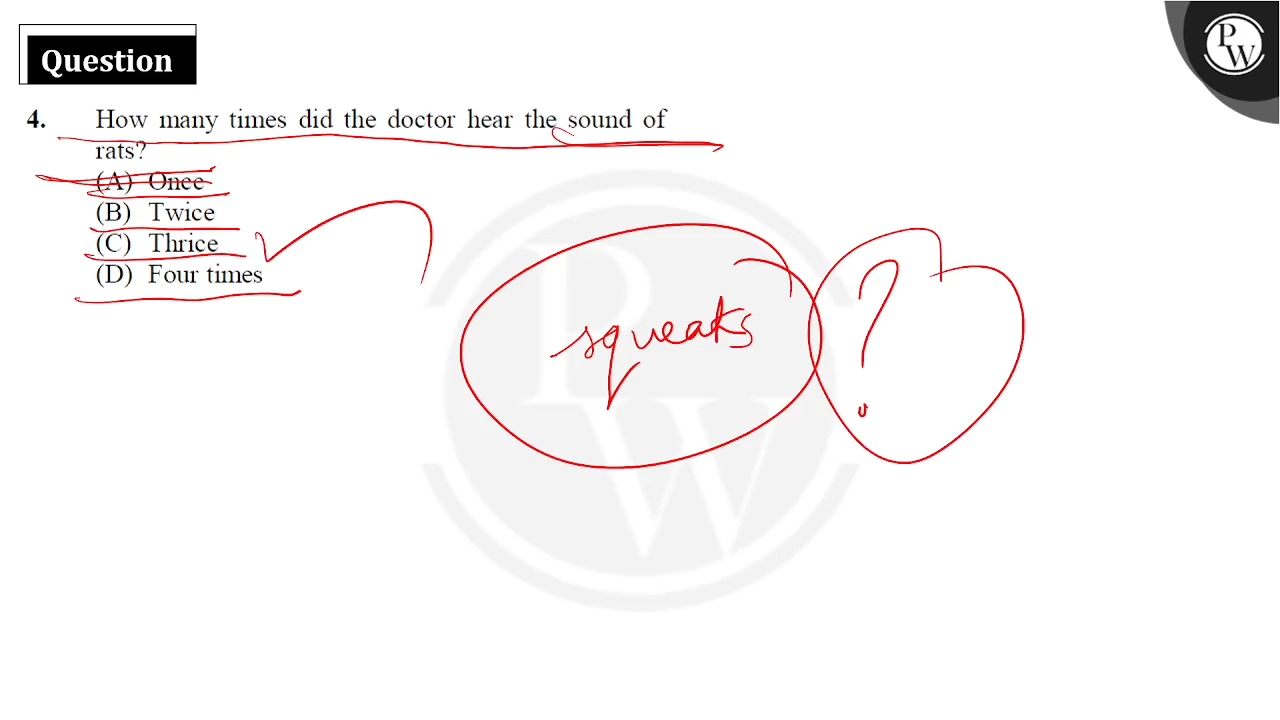 Question
4. How many times did the doctor hear the sound of
rats?
(A) Once
(B) Twice
(C) Thrice
(D) Four times
squeaks ?
PW
PW